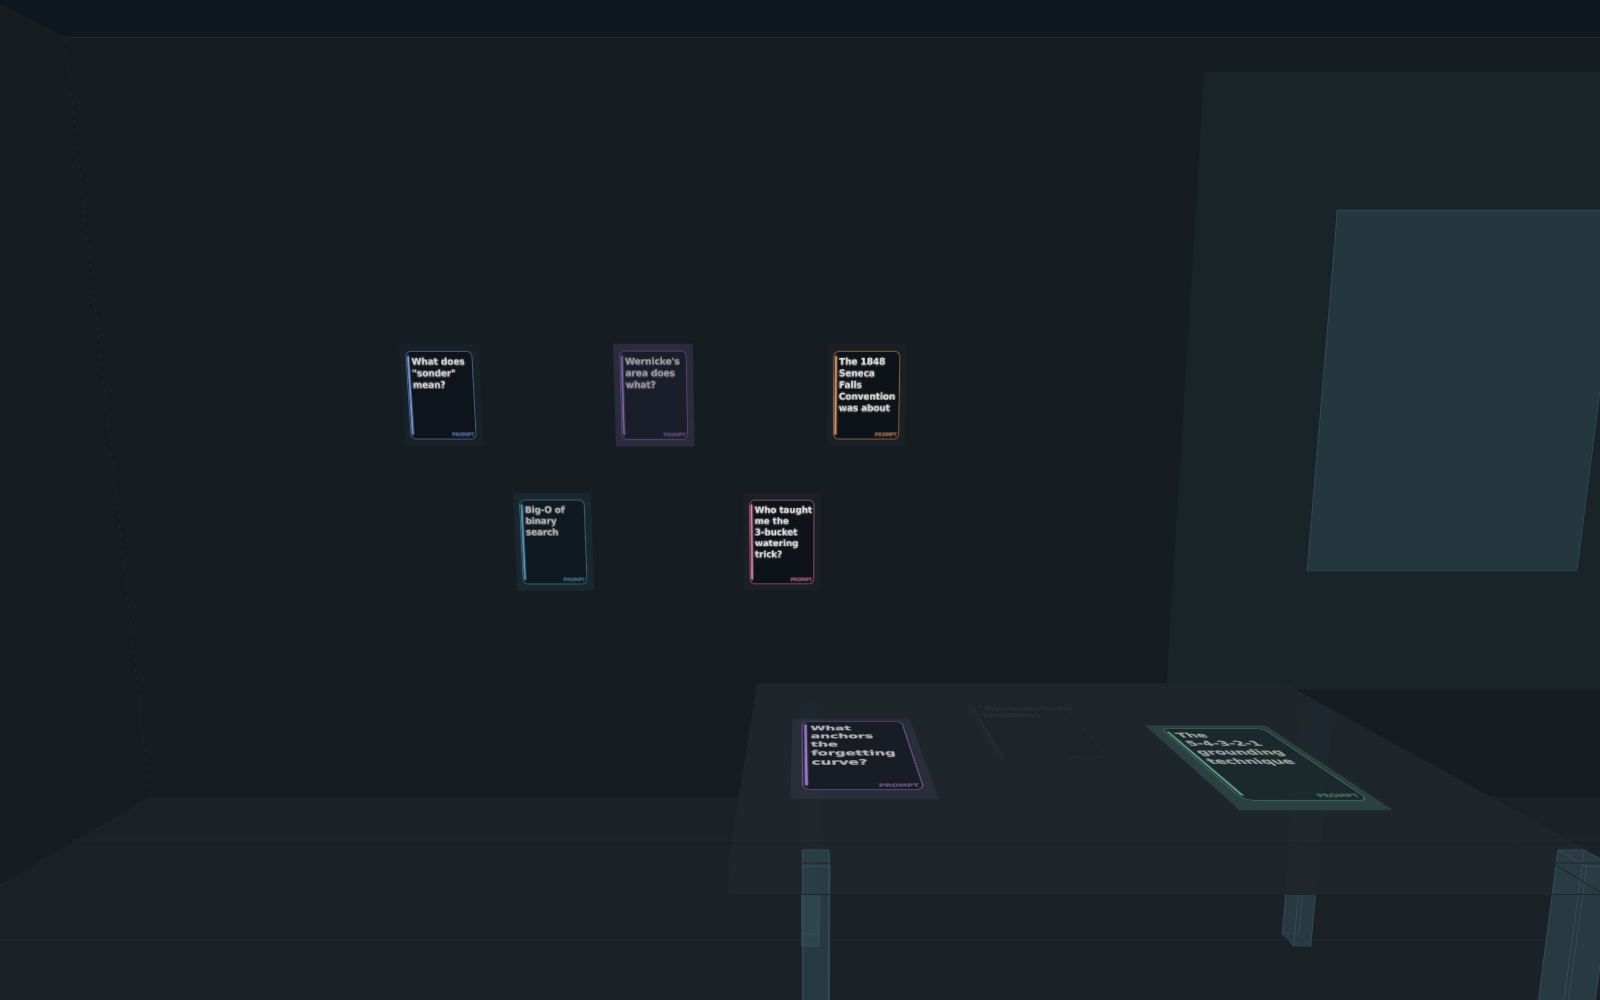 What does
"sonder"
mean?
PROMPT
Wernicke's
area does
what?
PROMPT
The 1848
Seneca
Falls
Convention
was about
PROMPT
Big-O of
binary
search
PROMPT
Who taught
me the
3-bucket
watering
trick?
PROMPT
What
anchors
the
forgetting
curve?
PROMPT
The
5-4-3-2-1
grounding
technique
PROMPT